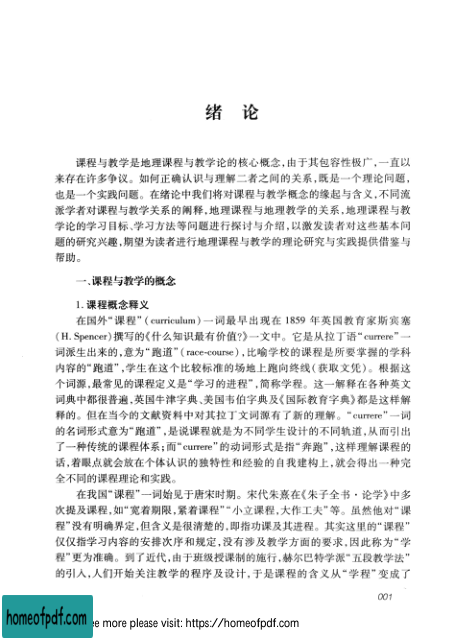 绪 论
课程与教学是地理课程与教学论的核心概念,由于其包容性极广,一直以
来存在许多争议。如何正确认识与理解二者之间的关系,既是一个理论问题,
也是一个实践问题。在绪论中我们将对课程与教学概念的缘起与含义,不同流
派学者对课程与教学关系的阐释,地理课程与地理教学的关系,地理课程与教
学论的学习目标、学习方法等问题进行探讨与介绍,以激发读者对这些基本问
题的研究兴趣,期望为读者进行地理课程与教学的理论研究与实践提供借鉴与
帮助。
一、课程与教学的概念
1. 课程概念释义
在国外“课程”(curriculum)一词最早出现在 1859 年英国教育家斯宾塞
(H. Spencer)撰写的《什么知识最有价值?》一文中。它是从拉丁语“currere”一
词派生出来的,意为“跑道”(race-course),比喻学校的课程是所要掌握的学科
内容的“跑道”,学生在这个比较标准的场地上跑向终线(获取文凭)。根据这
个词源,最常见的课程定义是“学习的进程”,简称学程。这一解释在各种英文
词典中都很普遍,英国牛津字典、美国韦伯字典及《国际教育字典》都是这样解
释的。但在当今的文献资料中对其拉丁文词源有了新的理解。“currere”一词
的名词形式意为“跑道”,是说课程就是为不同学生设计的不同轨道,从而引出
了一种传统的课程体系;而“currere”的动词形式是指“奔跑”,这样理解课程的
话,着眼点就会放在个体认识的独特性和经验的自我建构上,就会得出一种完
全不同的课程理论和实践。
在我国“课程”一词始见于唐宋时期。宋代朱熹在《朱子全书·论学》中多
次提及课程,如“宽着期限,紧着课程”“小立课程,大作工夫”等。虽然他对“课
程”没有明确界定,但含义是很清楚的,即指功课及其进程。其实这里的“课程”
仅仅指学习内容的安排次序和规定,没有涉及教学方面的要求,因此称为“学
程”更为准确。到了近代,由于班级授课制的施行,赫尔巴特学派“五段教学法”
的引入,人们开始关注教学的程序及设计,于是课程的含义从“学程”变成了
001
homeofpdf.com
ee more please visit: https://homeofpdf.com